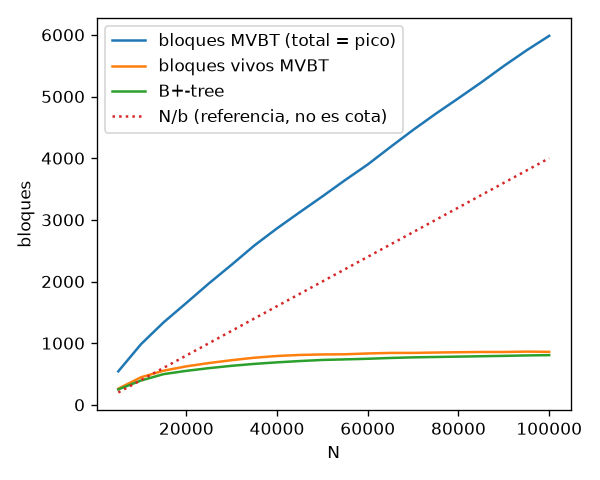 bloques MVBT (total = pico)
bloques vivos MVBT
B+-tree
N/b (referencia, no es cota)
6000
5000
4000
3000
2000
1000
0
bloques
20000 40000 60000 80000 100000
N